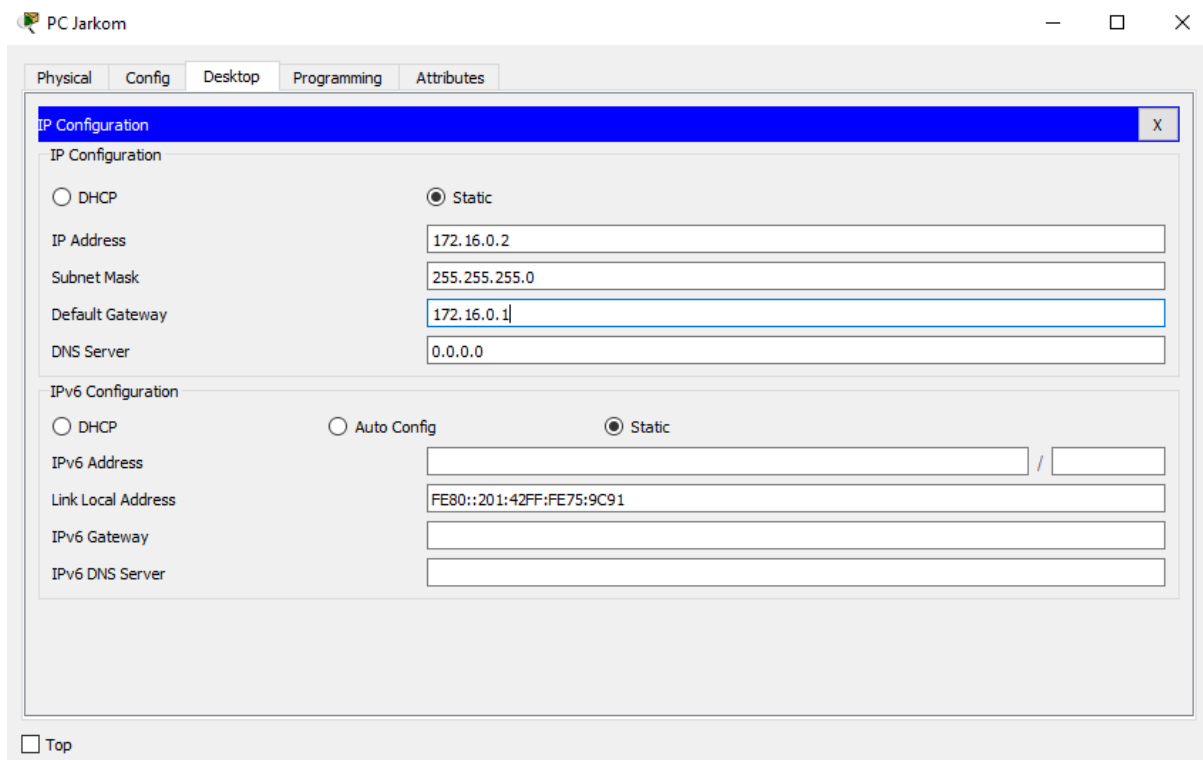 PC Jarkom
Physical Config Desktop Programming Attributes
IP Configuration X
IP Configuration
DHCP Static
IP Address 172.16.0.2
Subnet Mask 255.255.255.0
Default Gateway 172.16.0.1
DNS Server 0.0.0.0
IPv6 Configuration
DHCP Auto Config Static
IPv6 Address /
Link Local Address FE80::201:42FF:FE75:9C91
IPv6 Gateway
IPv6 DNS Server
Top